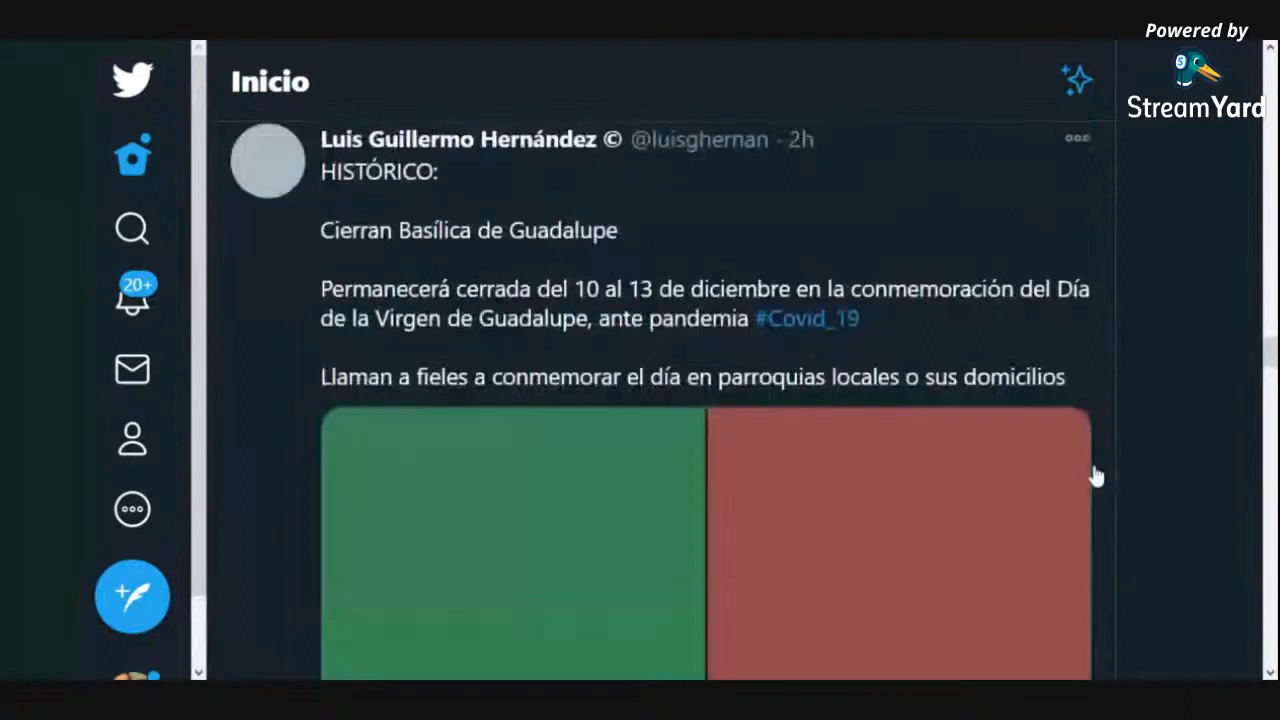 Powered by
StreamYard
Inicio
Luis Guillermo Hernández © @luisghernan · 2h
HISTÓRICO:
Cierran Basílica de Guadalupe
20+
Permanecerá cerrada del 10 al 13 de diciembre en la conmemoración del Día
de la Virgen de Guadalupe, ante pandemia #Covid_19
Llaman a fieles a conmemorar el día en parroquias locales o sus domicilios